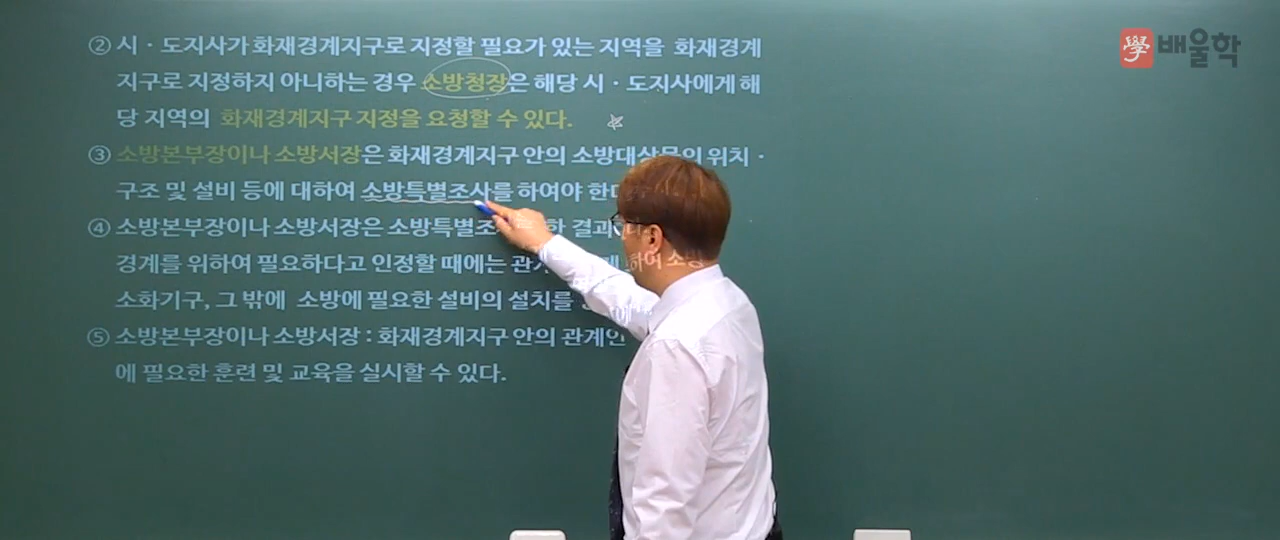 學 배울학
② 시 · 도지사가 화재경계지구로 지정할 필요가 있는 지역을 화재경계
지구로 지정하지 아니하는 경우 소방청장은 해당 시 · 도지사에게 해
당 지역의 화재경계지구 지정을 요청할 수 있다.
③ 소방본부장이나 소방서장은 화재경계지구 안의 소방대상물의 위치 ·
구조 및 설비 등에 대하여 소방특별조사를 하여야 한다
④ 소방본부장이나 소방서장은 소방특별조 한 결과
경계를 위하여 필요하다고 인정할 때에는 하여 소방
소화기구, 그 밖에 소방에 필요한 설비의 설치를
⑤ 소방본부장이나 소방서장 : 화재경계지구 안의 관계인
에 필요한 훈련 및 교육을 실시할 수 있다.